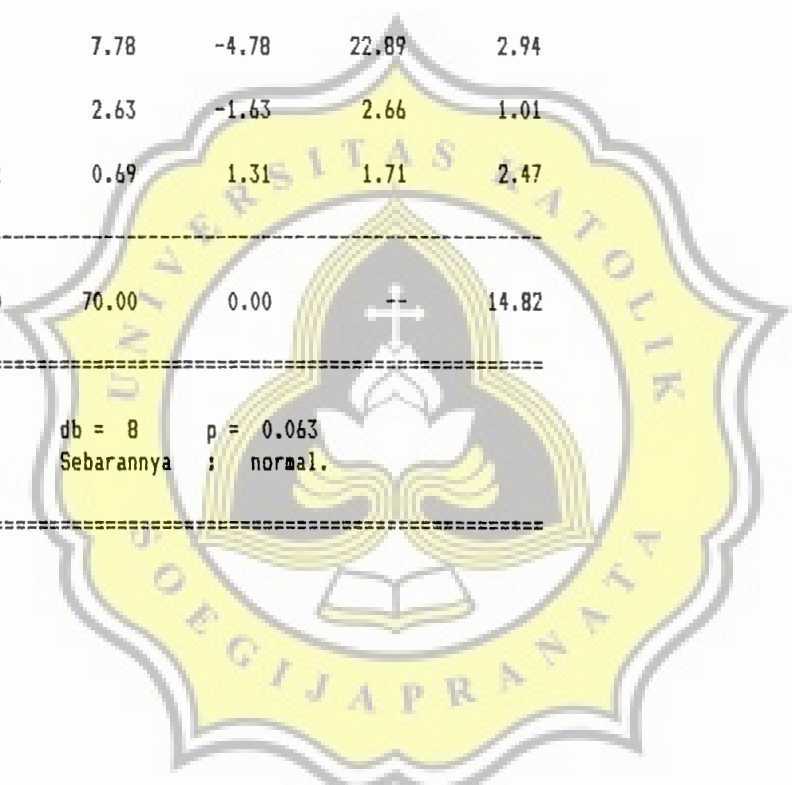 7.78 -4.78 22.89 2.94
2.63 -1.63 2.66 1.01
0.69 1.31 1.71 2.47
70.00 0.00 -- 14.82
db = 8 p = 0.063
Sebarannya : normal.
UNIVERSITAS KATOLIK
SOEGIJAPRANATA